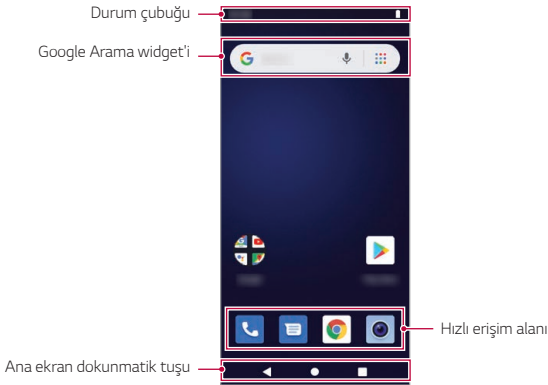 Durum çubuğu
Google Arama widget'i
Hızlı erişim alanı
Ana ekran dokunmatik tuşu